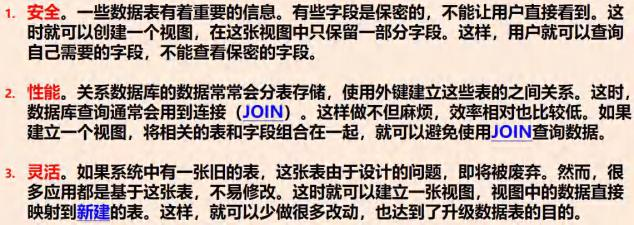 1. 安全。一些数据表有着重要的信息。有些字段是保密的，不能让用户直接看到。这
时就可以创建一个视图，在这张视图中只保留一部分字段。这样，用户就可以查询
自己需要的字段，不能查看保密的字段。
2. 性能。关系数据库的数据常常会分表存储，使用外键建立这些表的之间关系。这时，
数据库查询通常会用到连接（JOIN）。这样做不但麻烦，效率相对也比较低。如果
建立一个视图，将相关的表和字段组合在一起，就可以避免使用JOIN查询数据。
3. 灵活。如果系统中有一张旧的表，这张表由于设计的问题，即将被废弃。然而，很
多应用都是基于这张表，不易修改。这时就可以建立一张视图，视图中的数据直接
映射到新建的表。这样，就可以少做很多改动，也达到了升级数据表的目的。